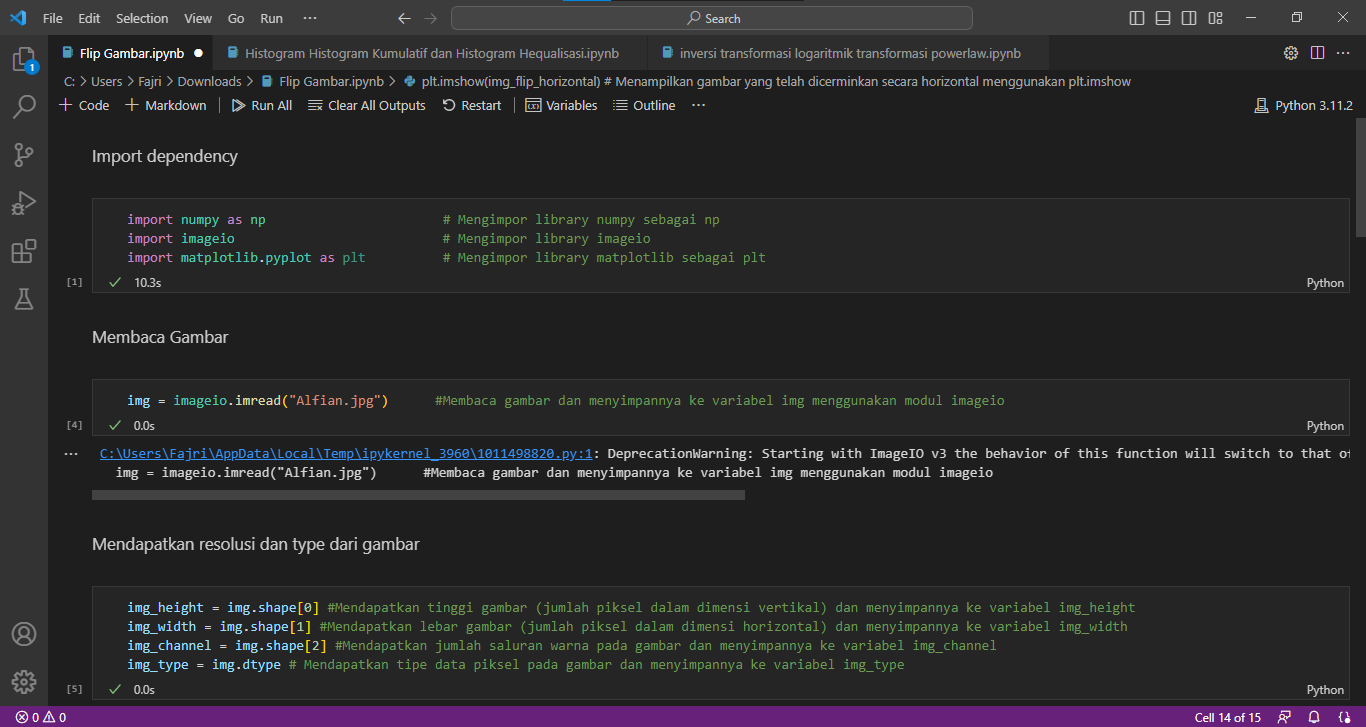 File Edit Selection View Go Run ··· Search
Flip Gambar.ipynb Histogram Histogram Kumulatif dan Histogram Hequalisasi.ipynb inversi transformasi logaritmik transformasi powerlaw.ipynb
C: > Users > Fajri > Downloads > Flip Gambar.ipynb > plt.imshow(img_flip_horizontal) # Menampilkan gambar yang telah dicerminkan secara horizontal menggunakan plt.imshow
+ Code + Markdown | Run All Clear All Outputs Restart | Variables Outline ··· Python 3.11.2
1
Import dependency
import numpy as np # Mengimpor library numpy sebagai np
import imageio # Mengimpor library imageio
import matplotlib.pyplot as plt # Mengimpor library matplotlib sebagai plt
[1] ✓ 10.3s Python
Membaca Gambar
img = imageio.imread("Alfian.jpg") #Membaca gambar dan menyimpannya ke variabel img menggunakan modul imageio
[4] ✓ 0.0s Python
··· C:\Users\Fajri\AppData\Local\Temp\ipykernel_3960\1011498820.py:1: DeprecationWarning: Starting with ImageIO v3 the behavior of this function will switch to that of
img = imageio.imread("Alfian.jpg") #Membaca gambar dan menyimpannya ke variabel img menggunakan modul imageio
Mendapatkan resolusi dan type dari gambar
img_height = img.shape[0] #Mendapatkan tinggi gambar (jumlah piksel dalam dimensi vertikal) dan menyimpannya ke variabel img_height
img_width = img.shape[1] #Mendapatkan lebar gambar (jumlah piksel dalam dimensi horizontal) dan menyimpannya ke variabel img_width
img_channel = img.shape[2] #Mendapatkan jumlah saluran warna pada gambar dan menyimpannya ke variabel img_channel
img_type = img.dtype # Mendapatkan tipe data piksel pada gambar dan menyimpannya ke variabel img_type
[5] ✓ 0.0s Python
0 0 Cell 14 of 15